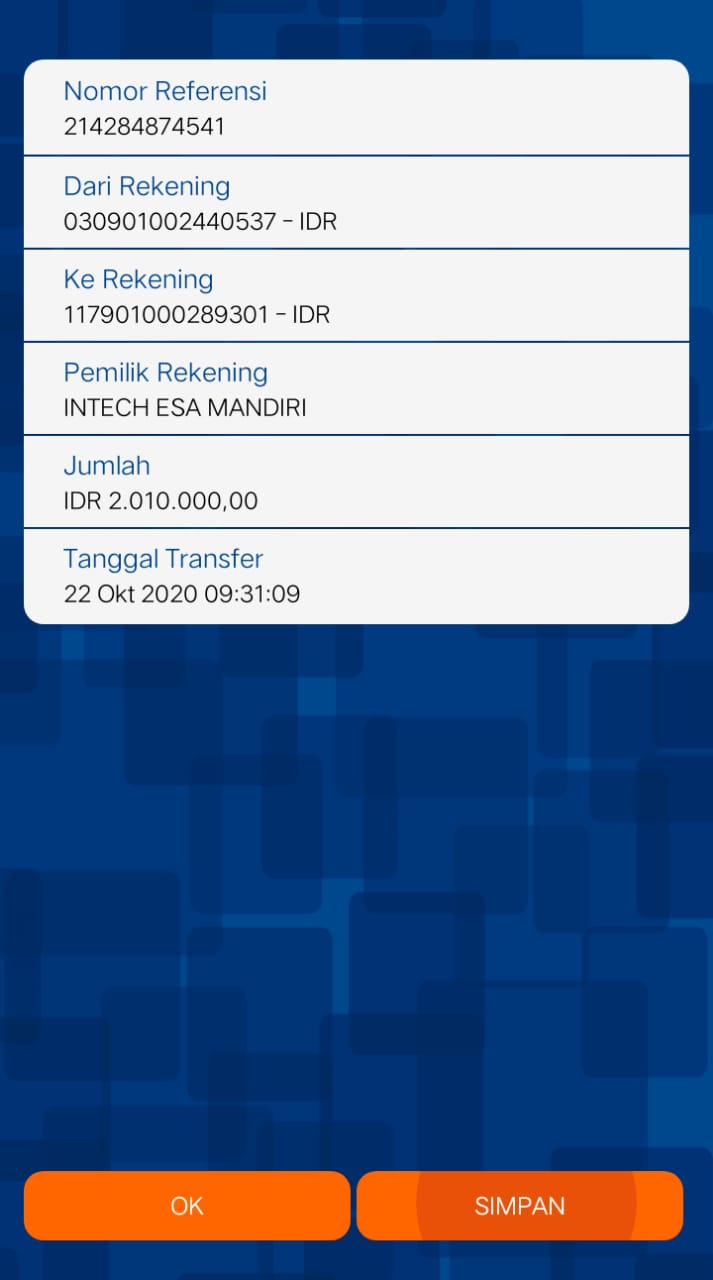 Nomor Referensi
214284874541
Dari Rekening
030901002440537 – IDR
Ke Rekening
117901000289301 – IDR
Pemilik Rekening
INTECH ESA MANDIRI
Jumlah
IDR 2.010.000,00
Tanggal Transfer
22 Okt 2020 09:31:09
OK
SIMPAN